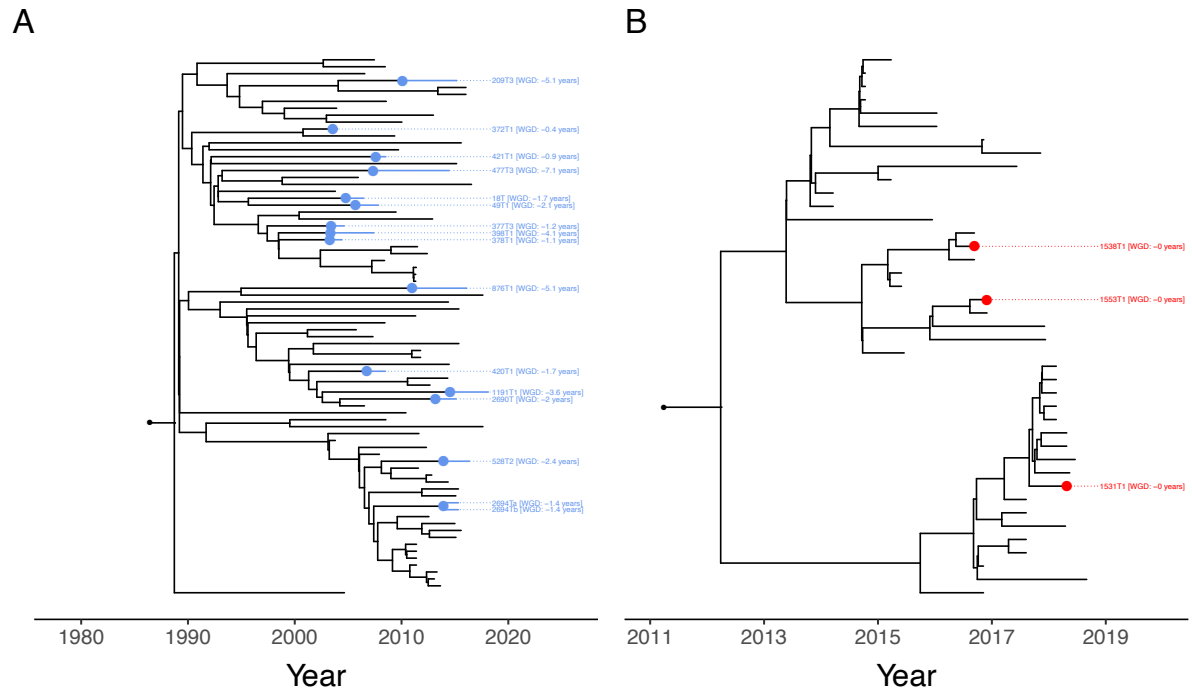 A
209T3 [WGD: −5.1 years]
372T1 [WGD: −0.4 years]
421T1 [WGD: −0.9 years]
477T3 [WGD: −7.1 years]
18T [WGD: −1.7 years]
49T1 [WGD: −2.1 years]
377T3 [WGD: −1.2 years]
398T1 [WGD: −4.1 years]
378T1 [WGD: −1.1 years]
876T1 [WGD: −5.1 years]
420T1 [WGD: −1.7 years]
1191T1 [WGD: −3.6 years]
2690T [WGD: −2 years]
528T2 [WGD: −2.4 years]
2694Ta [WGD: −1.4 years]
2694Tb [WGD: −1.4 years]
1980 1990 2000 2010 2020
Year
B
1538T1 [WGD: −0 years]
1553T1 [WGD: −0 years]
1531T1 [WGD: −0 years]
2011 2013 2015 2017 2019
Year